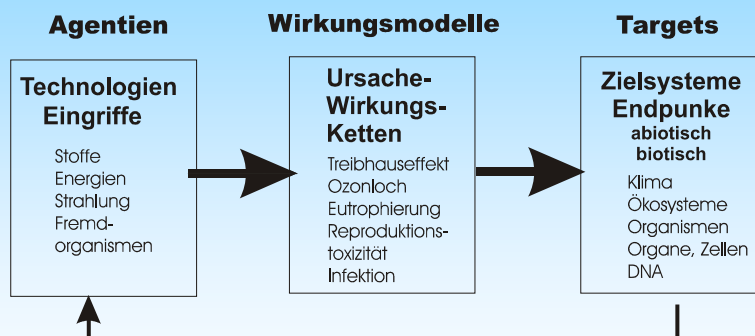 Agentien
Technologien
Eingriffe
Stoffe
Energien
Strahlung
Fremd-
organismen
Wirkungsmodelle
Ursache-
Wirkungs-
Ketten
Treibhauseffekt
Ozonloch
Eutrophierung
Reproduktions-
toxizität
Infektion
Targets
Zielsysteme
Endpunke
abiotisch
biotisch
Klima
Ökosysteme
Organismen
Organe, Zellen
DNA